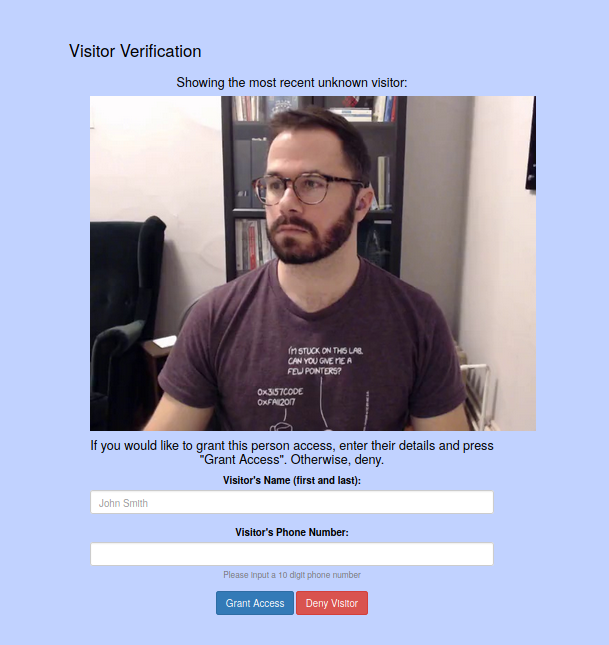 Visitor Verification
Showing the most recent unknown visitor:
I'M STUCK ON THIS LAB.
CAN YOU GIVE ME A
FEW POINTERS?
0X3157CODE
0XFA112017
If you would like to grant this person access, enter their details and press
"Grant Access". Otherwise, deny.
Visitor's Name (first and last):
John Smith
Visitor's Phone Number:
Please input a 10 digit phone number
Grant Access
Deny Visitor